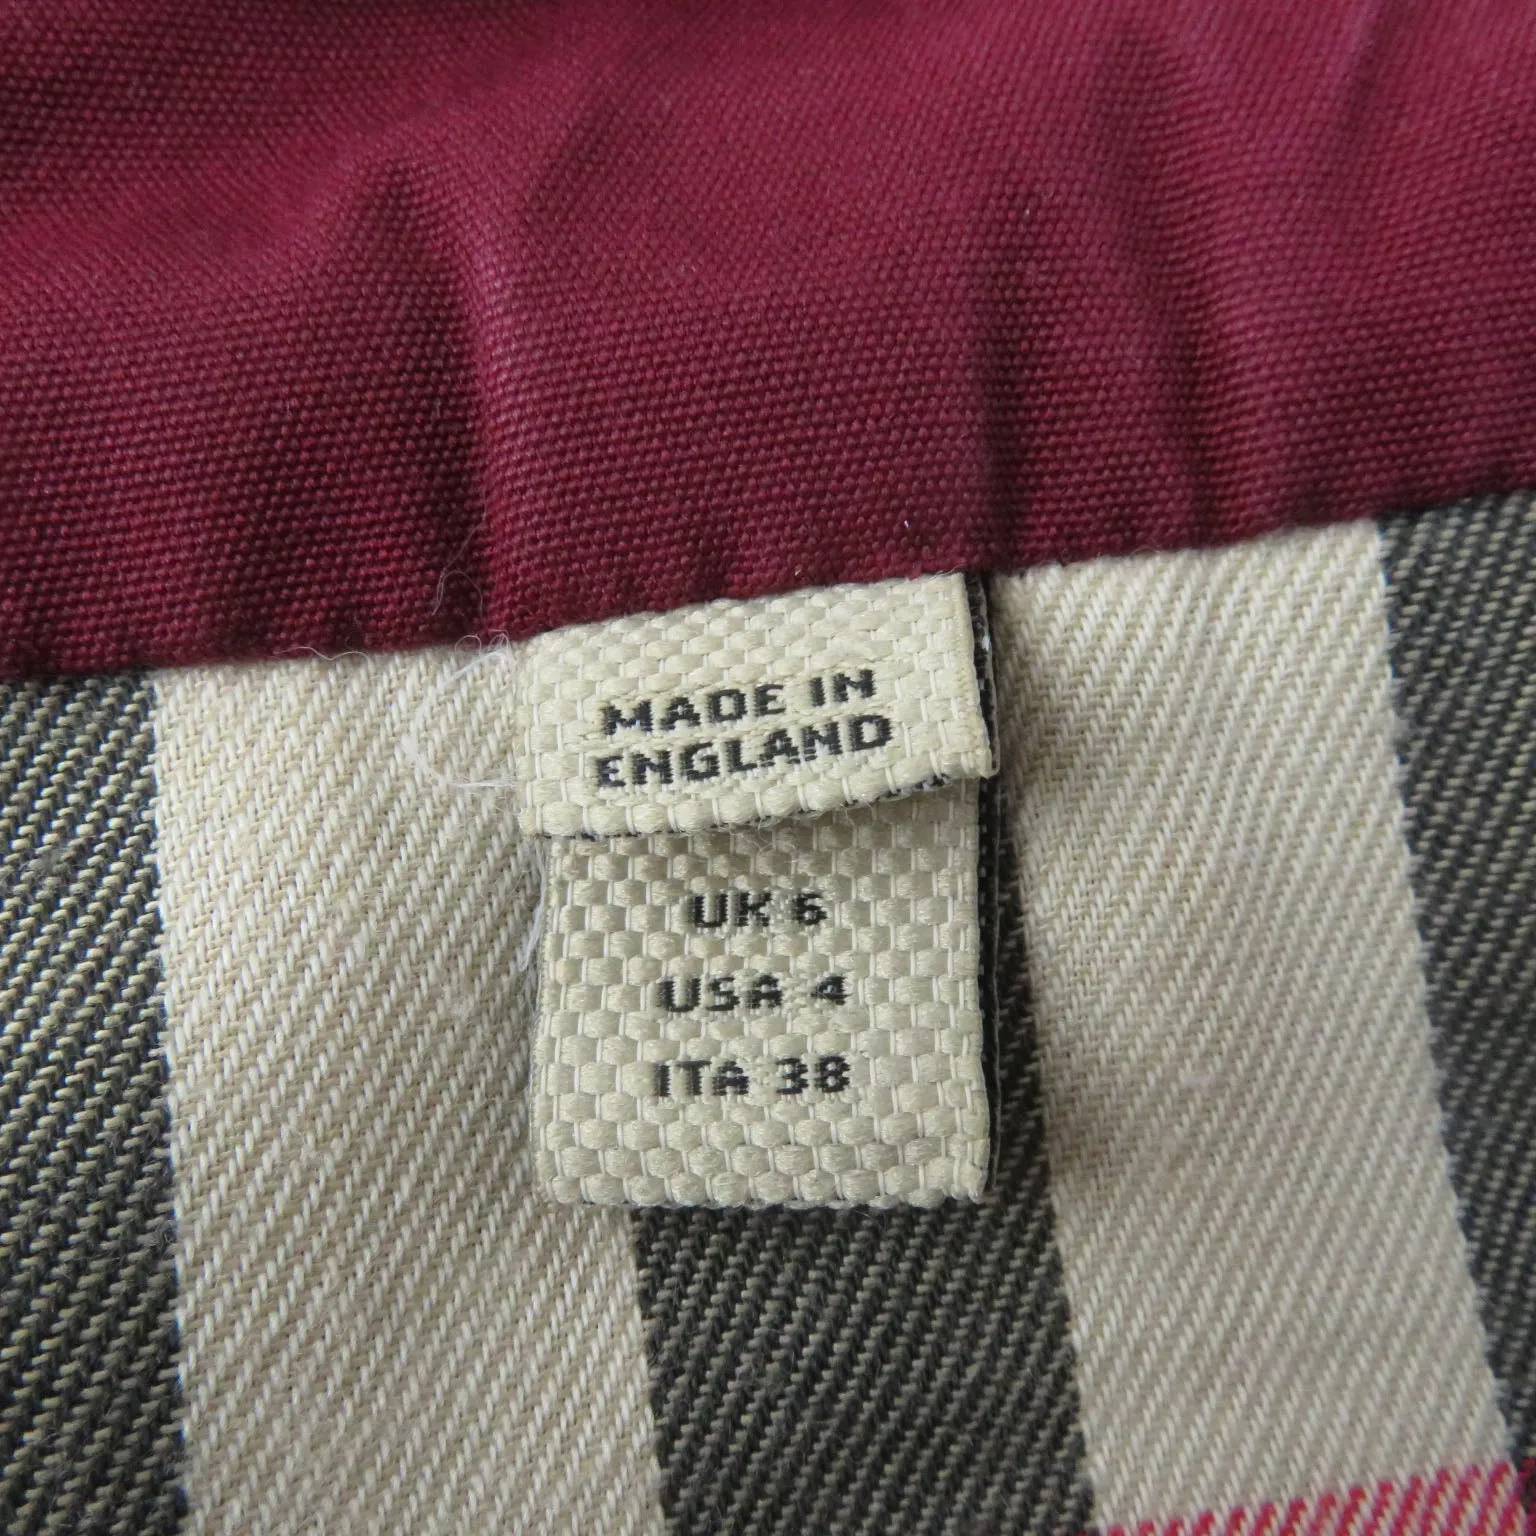 MADE IN
ENGLAND
UK 6
USA 4
ITA 38